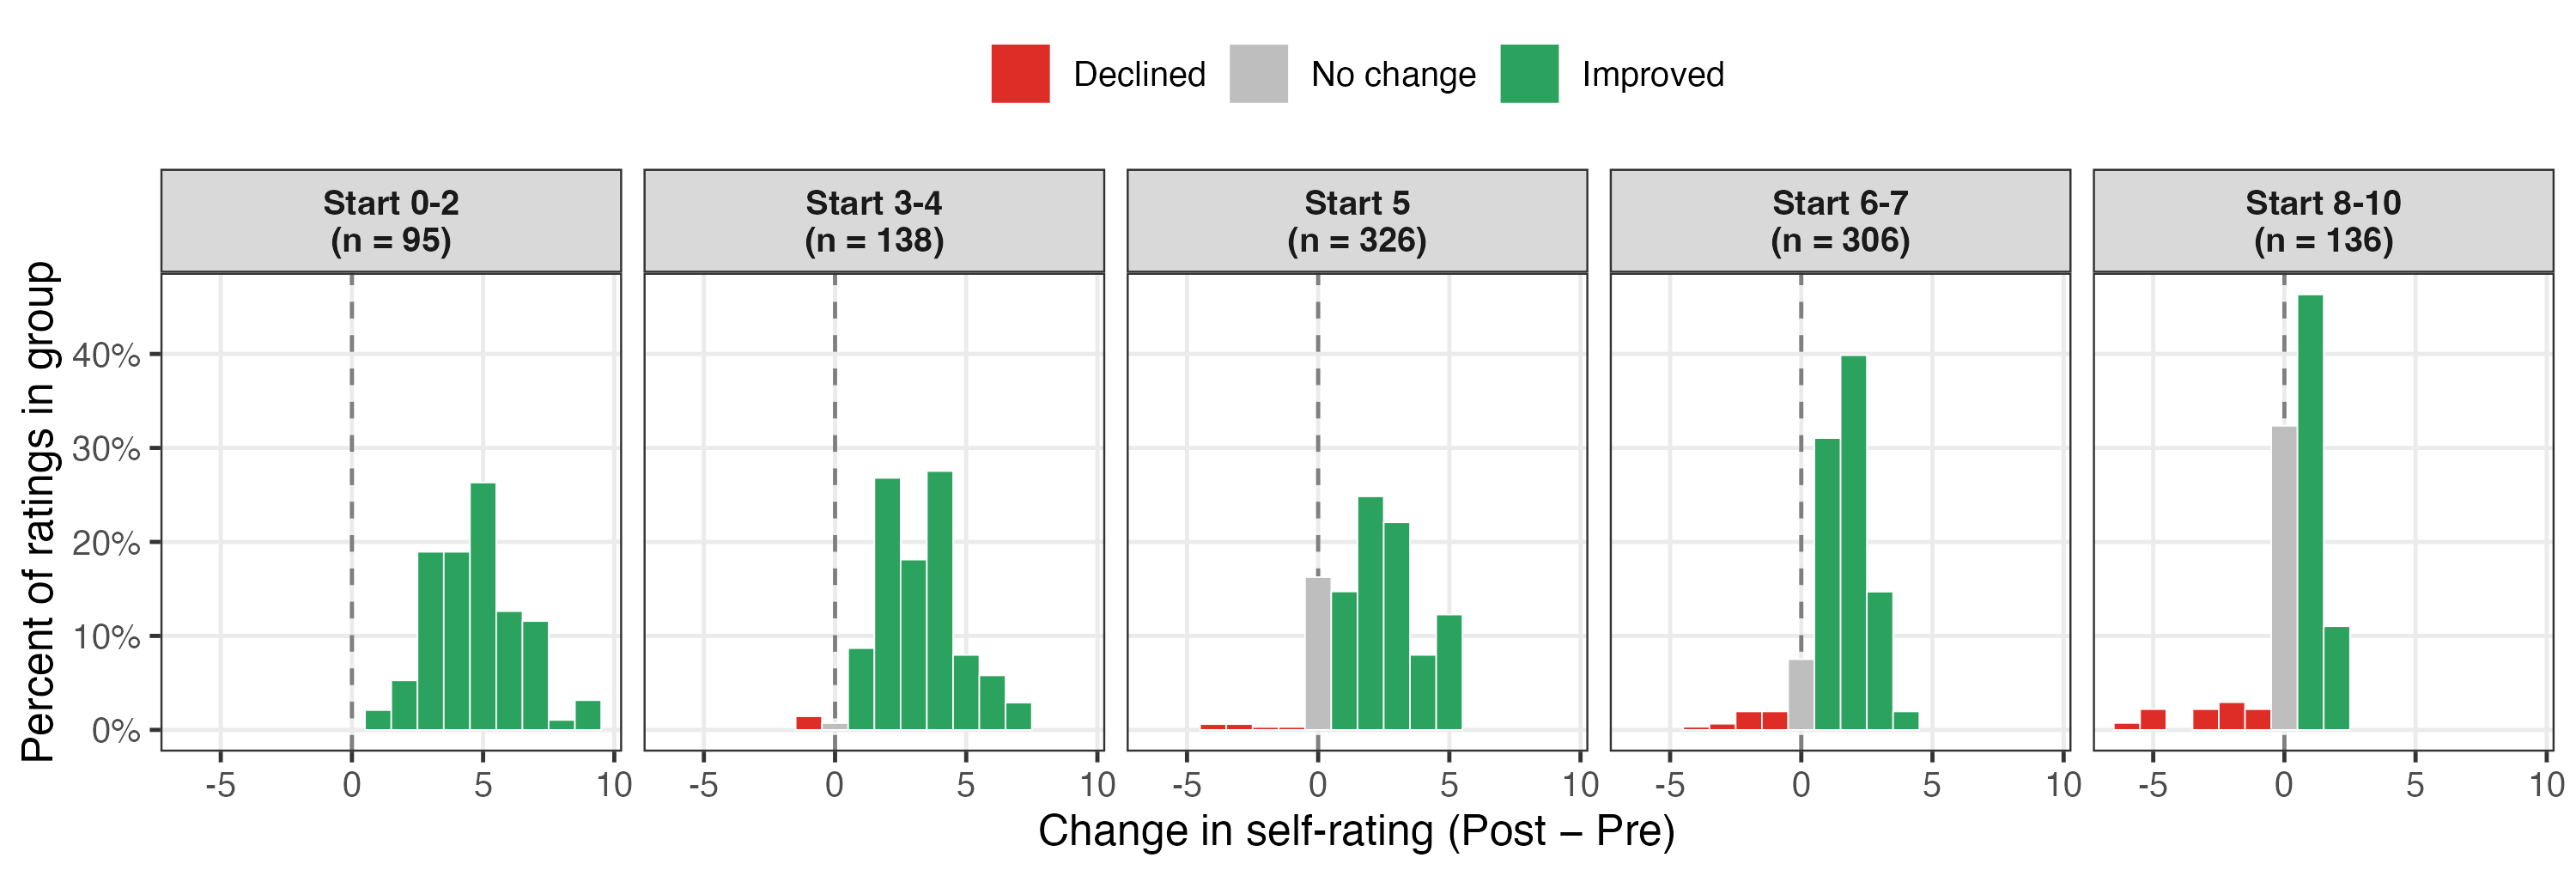 Declined No change Improved
Start 0-2
(n = 95)
Start 3-4
(n = 138)
Start 5
(n = 326)
Start 6-7
(n = 306)
Start 8-10
(n = 136)
Percent of ratings in group
40%
30%
20%
10%
0%
-5 0 5 10
-5 0 5 10
-5 0 5 10
-5 0 5 10
-5 0 5 10
Change in self-rating (Post − Pre)